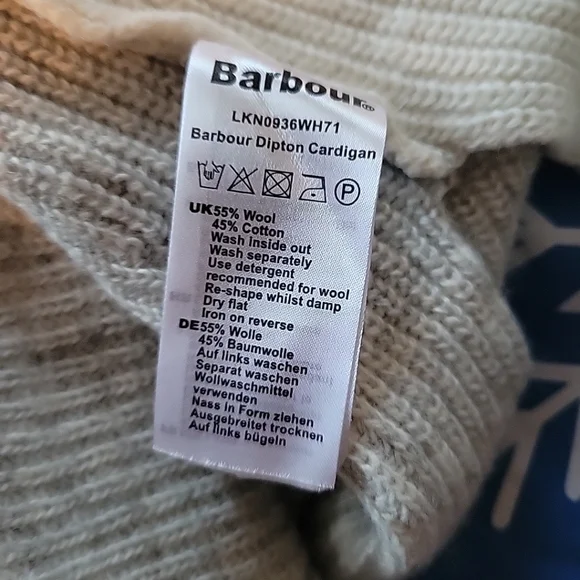 Barbour
LKN0936WH71
Barbour Dipton Cardigan
P
UK55% Wool
45% Cotton
Wash inside out
Wash separately
Use detergent
recommended for wool
Re-shape whilst damp
Dry flat
Iron on reverse
DE55% Wolle
45% Baumwolle
Auf links waschen
Separat waschen
Wollwaschmittel
verwenden
Nass in Form ziehen
Ausgebreitet trocknen
Auf links bügeln